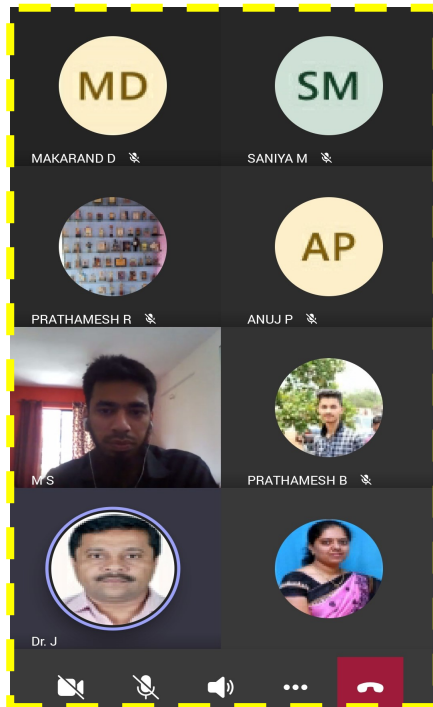 MD
SM
MAKARAND D
SANIYA M
AP
PRATHAMESH R
ANUJ P
M S
PRATHAMESH B
Dr. J